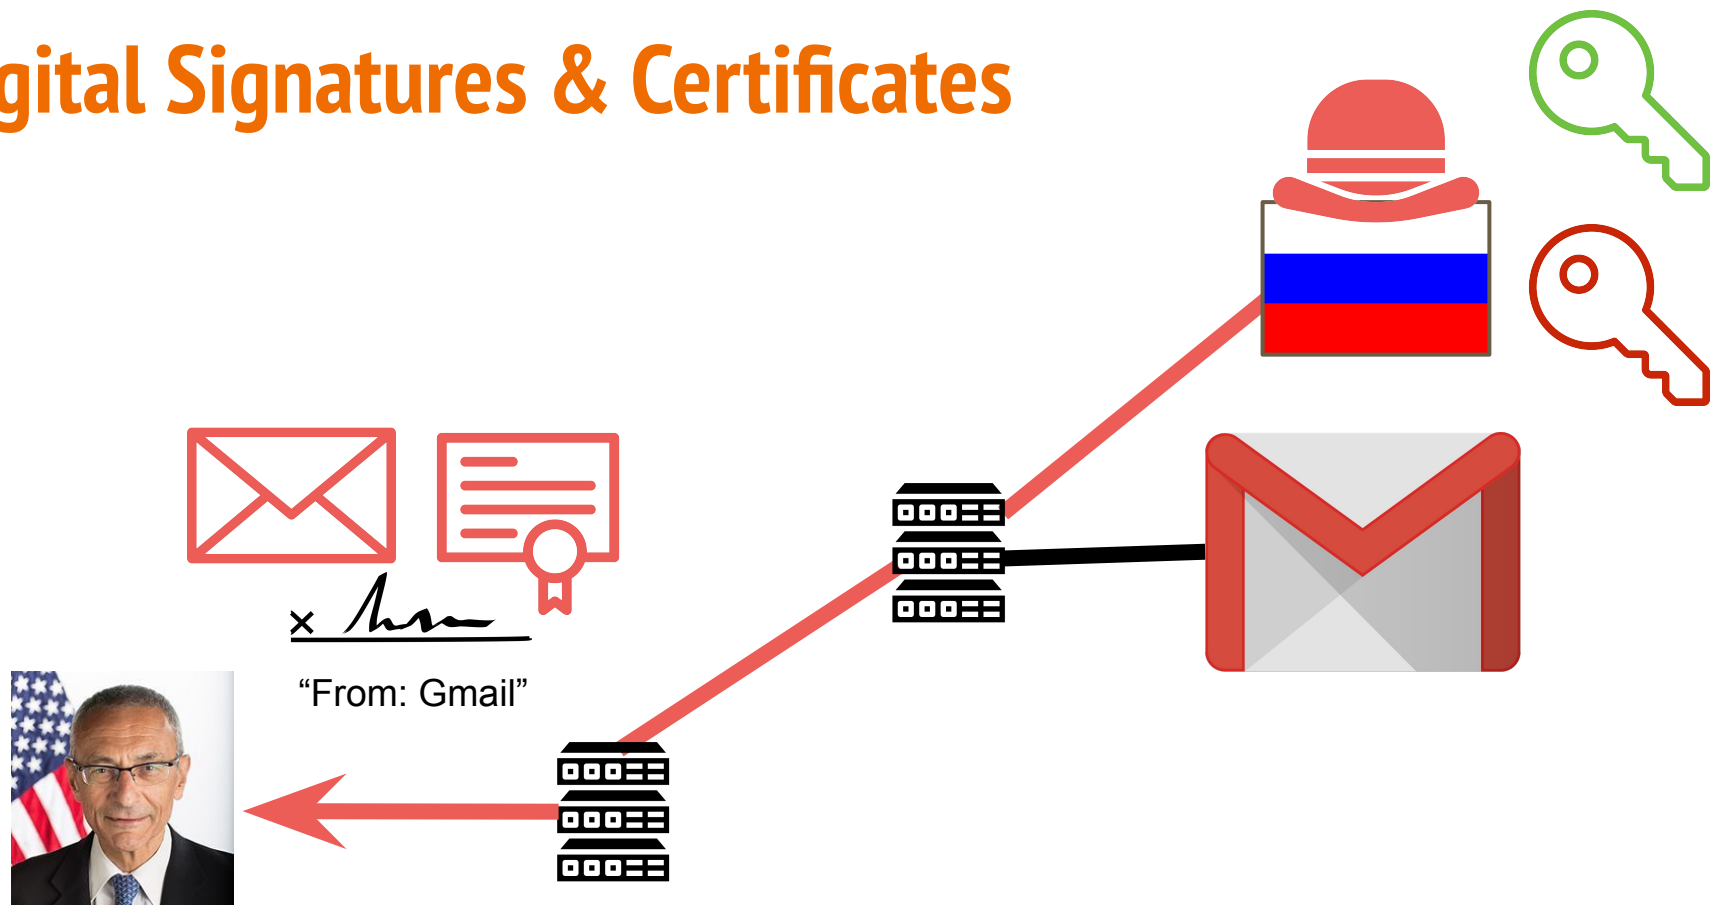 gital Signatures & Certificates
×
“From: Gmail”